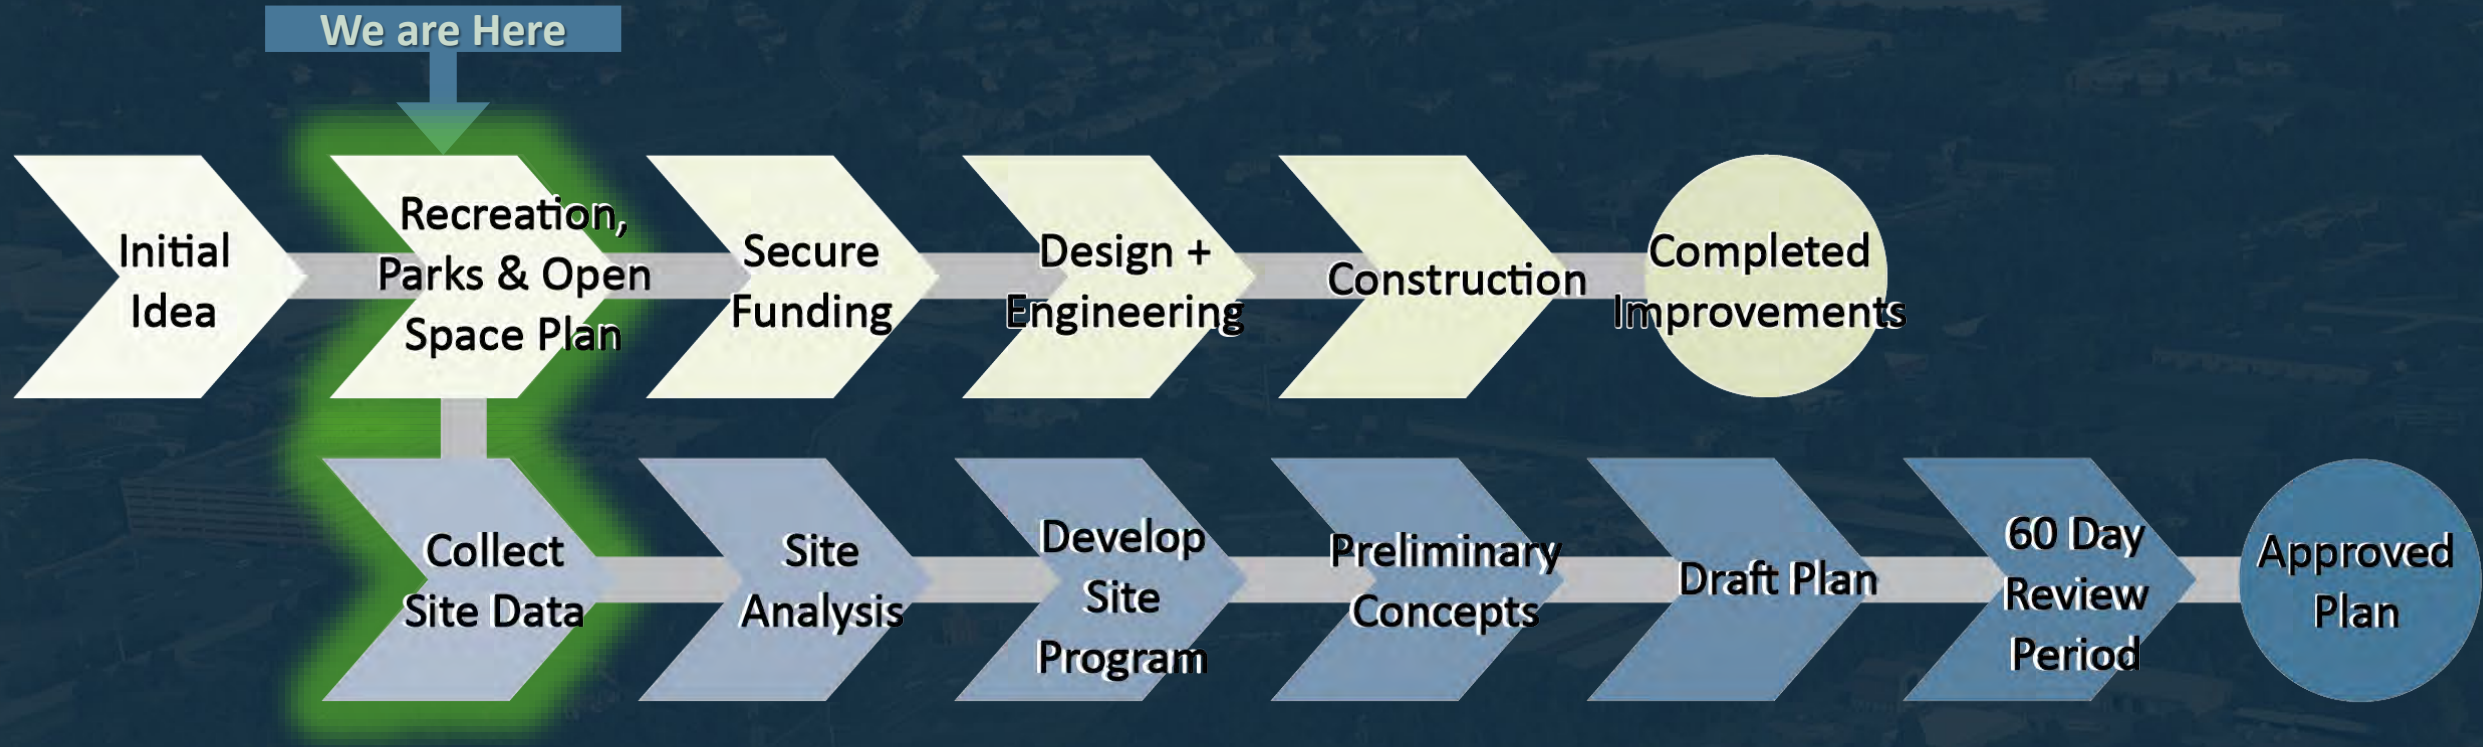 We are Here
Initial
Idea
Recreation,
Parks & Open
Space Plan
Secure
Funding
Design +
Engineering
Construction
Completed
Improvements
Collect
Site Data
Site
Analysis
Develop
Site
Program
Preliminary
Concepts
Draft Plan
60 Day
Review
Period
Approved
Plan